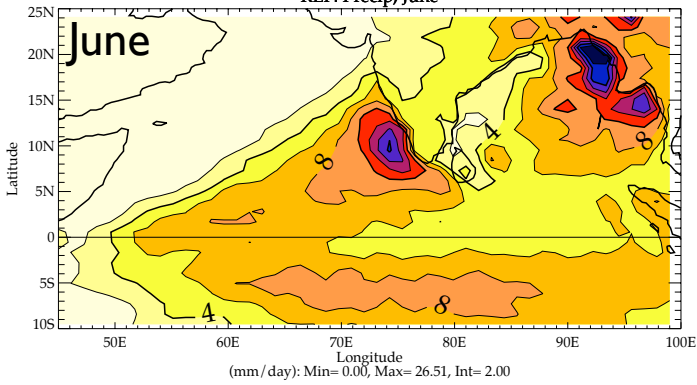 June
25N
20N
15N
10N
5N
0
5S
10S
Latitude
8
4
8
4
8
50E 60E 70E 80E 90E 100E
Longitude
(mm/day): Min= 0.00, Max= 26.51, Int= 2.00